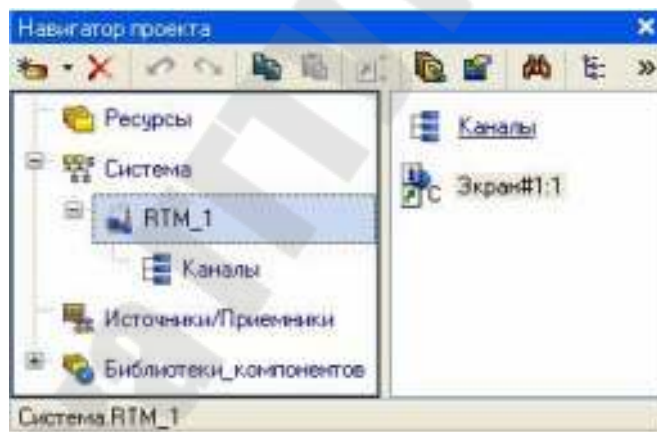 Навигатор проекта
Ресурсы
Система
RTM_1
Каналы
Источники/Приемники
Библиотеки_компонентов
Каналы
Экран#1:1
Система.RTM_1